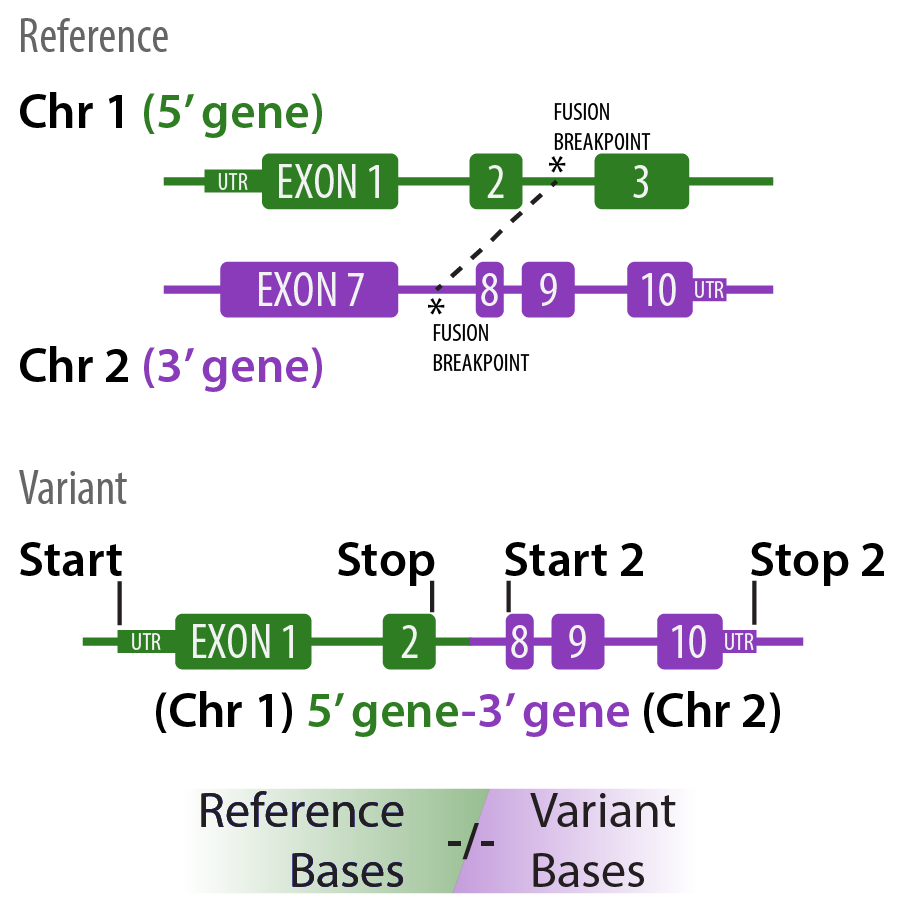 Reference
Chr 1 (5’ gene)
FUSION
BREAKPOINT
*
UTR EXON 1 2 3
EXON 7 8 9 10 UTR
*
FUSION
BREAKPOINT
Chr 2 (3’ gene)
Variant
Start Stop Start 2 Stop 2
UTR EXON 1 2 8 9 10 UTR
(Chr 1) 5’ gene-3’ gene (Chr 2)
Reference
Bases
-/-
Variant
Bases